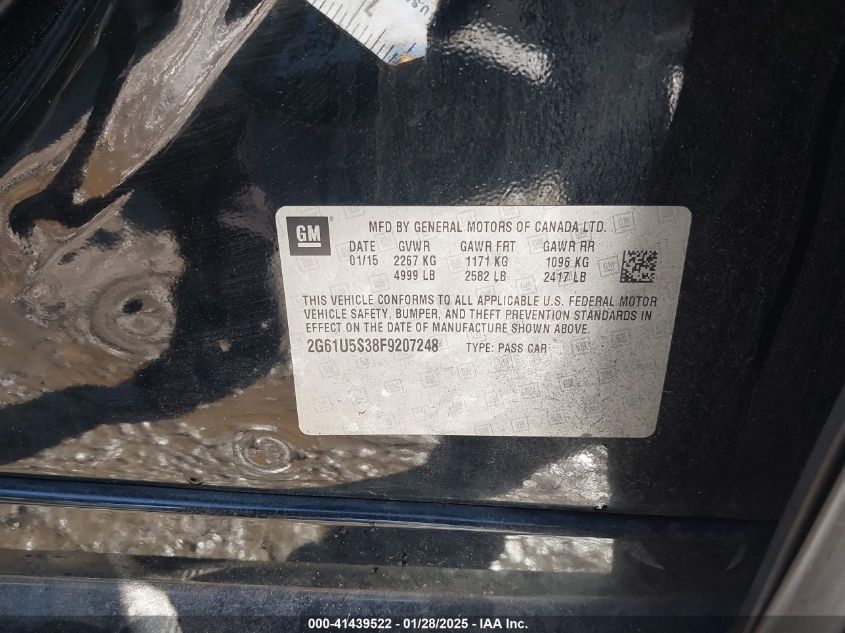 GM
MFD BY GENERAL MOTORS OF CANADA LTD.
DATE GVWR GAWR FRT GAWR RR
01/15 2267 KG 1171 KG 1096 KG
4999 LB 2582 LB 2417 LB
THIS VEHICLE CONFORMS TO ALL APPLICABLE U.S. FEDERAL MOTOR
VEHICLE SAFETY, BUMPER, AND THEFT PREVENTION STANDARDS IN
EFFECT ON THE DATE OF MANUFACTURE SHOWN ABOVE.
2G61U5S38F9207248 TYPE: PASS CAR
000-41439522 - 01/28/2025 - IAA Inc.